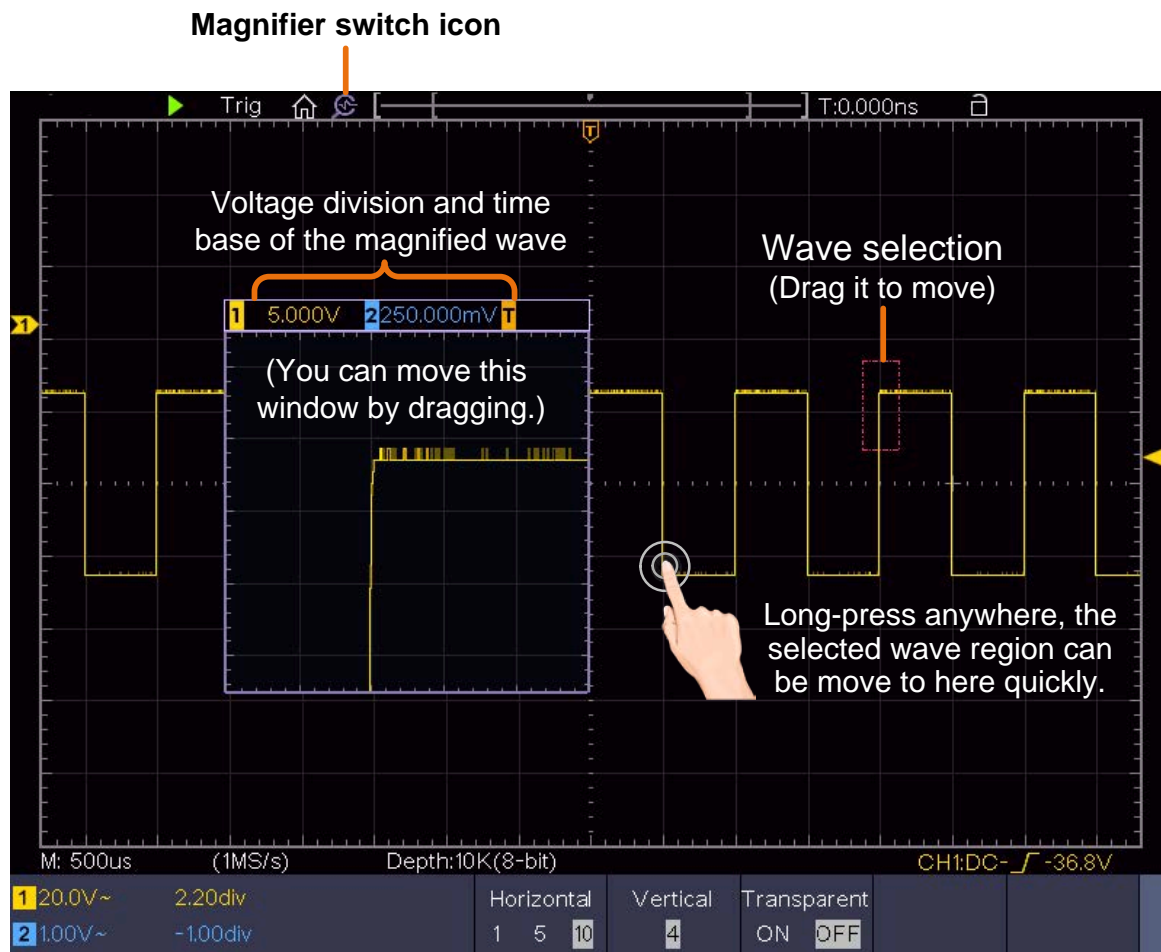 Magnifier switch icon
Trig T:0.000ns
T
Voltage division and time
base of the magnified wave
Wave selection
(Drag it to move)
1 5.000V 2 250.000mV T
1
(You can move this
window by dragging.)
Long-press anywhere, the
selected wave region can
be move to here quickly.
M: 500us (1MS/s) Depth:10K(8-bit) CH1:DC- -36.8V
1 20.0V~ 2.20div Horizontal Vertical Transparent
2 1.00V~ -1.00div 1 5 10 4 ON OFF